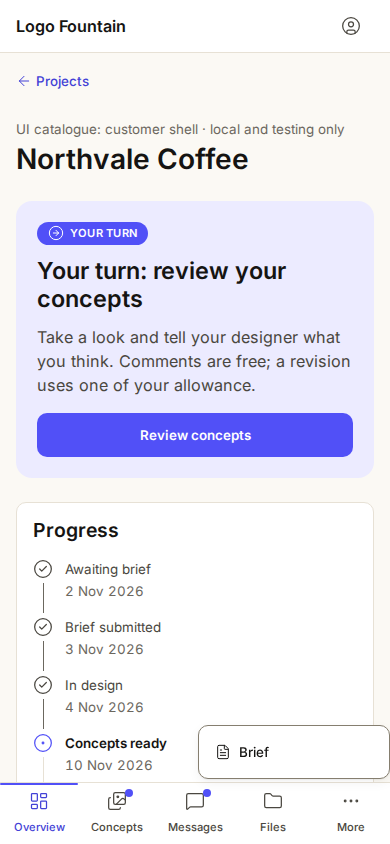 Logo Fountain
Projects
UI catalogue: customer shell · local and testing only
Northvale Coffee
YOUR TURN
Your turn: review your
concepts
Take a look and tell your designer what
you think. Comments are free; a revision
uses one of your allowance.
Review concepts
Progress
Awaiting brief
2 Nov 2026
Brief submitted
3 Nov 2026
In design
4 Nov 2026
Concepts ready
10 Nov 2026
Brief
Overview
Concepts
Messages
Files
More